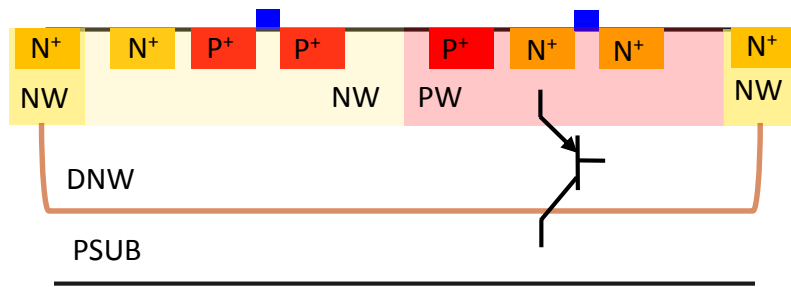 N⁺ N⁺ P⁺ P⁺ P⁺ N⁺ N⁺ N⁺
NW NW PW NW
DNW
PSUB